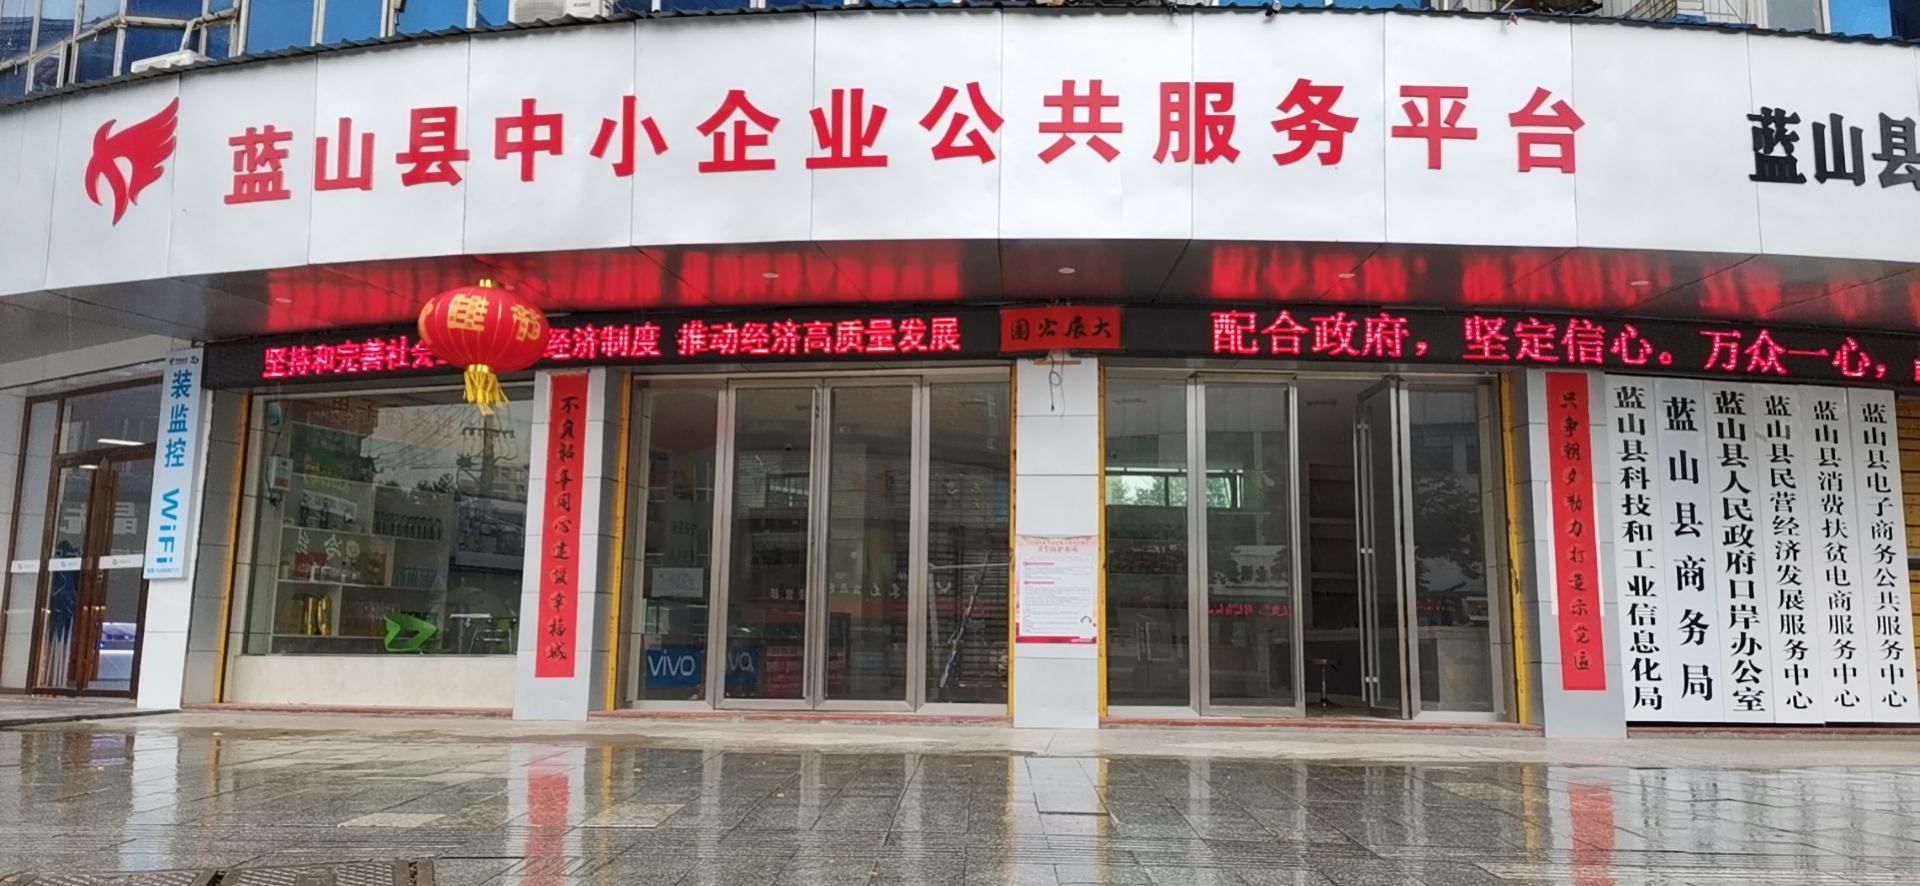 蓝山县中小企业公共服务平台
蓝山县
坚持和完善社会
经济制度 推动经济高质量发展
大展宏图
配合政府，坚定信心。万众一心，
装监控 WiFi
不负韶华同心建设幸福城
只争朝夕勠力打造示范区
蓝山县科技和工业信息化局
蓝山县商务局
蓝山县人民政府口岸办公室
蓝山县民营经济发展服务中心
蓝山县消费扶贫电商服务中心
蓝山县电子商务公共服务中心
vivo